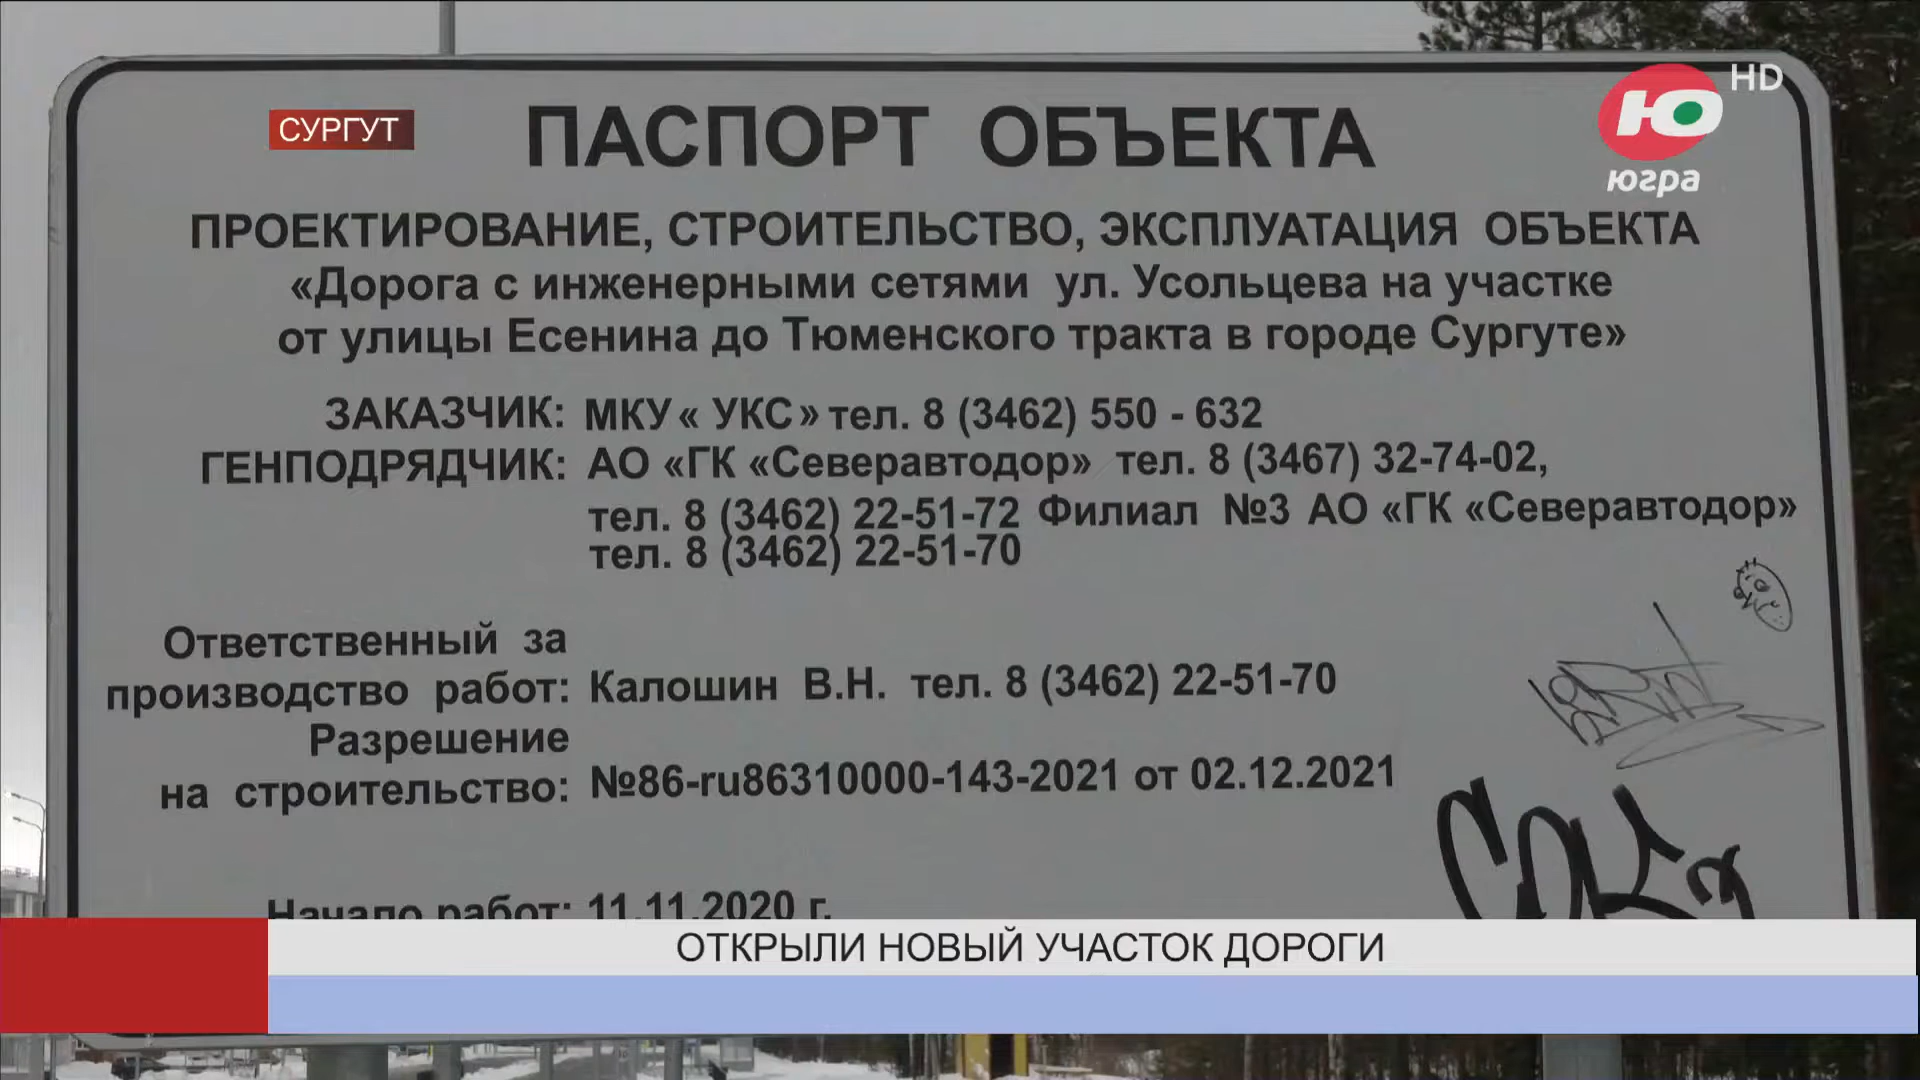 СУРГУТ
Ю HD
югра
ПАСПОРТ ОБЪЕКТА
ПРОЕКТИРОВАНИЕ, СТРОИТЕЛЬСТВО, ЭКСПЛУАТАЦИЯ ОБЪЕКТА
«Дорога с инженерными сетями ул. Усольцева на участке
от улицы Есенина до Тюменского тракта в городе Сургуте»
ЗАКАЗЧИК: МКУ « УКС» тел. 8 (3462) 550 - 632
ГЕНПОДРЯДЧИК: АО «ГК «Северавтодор» тел. 8 (3467) 32-74-02,
тел. 8 (3462) 22-51-72 Филиал №3 АО «ГК «Северавтодор»
тел. 8 (3462) 22-51-70
Ответственный за
производство работ: Калошин В.Н. тел. 8 (3462) 22-51-70
Разрешение
на строительство: №86-ru86310000-143-2021 от 02.12.2021
Начало работ: 11.11.2020 г.
ОТКРЫЛИ НОВЫЙ УЧАСТОК ДОРОГИ